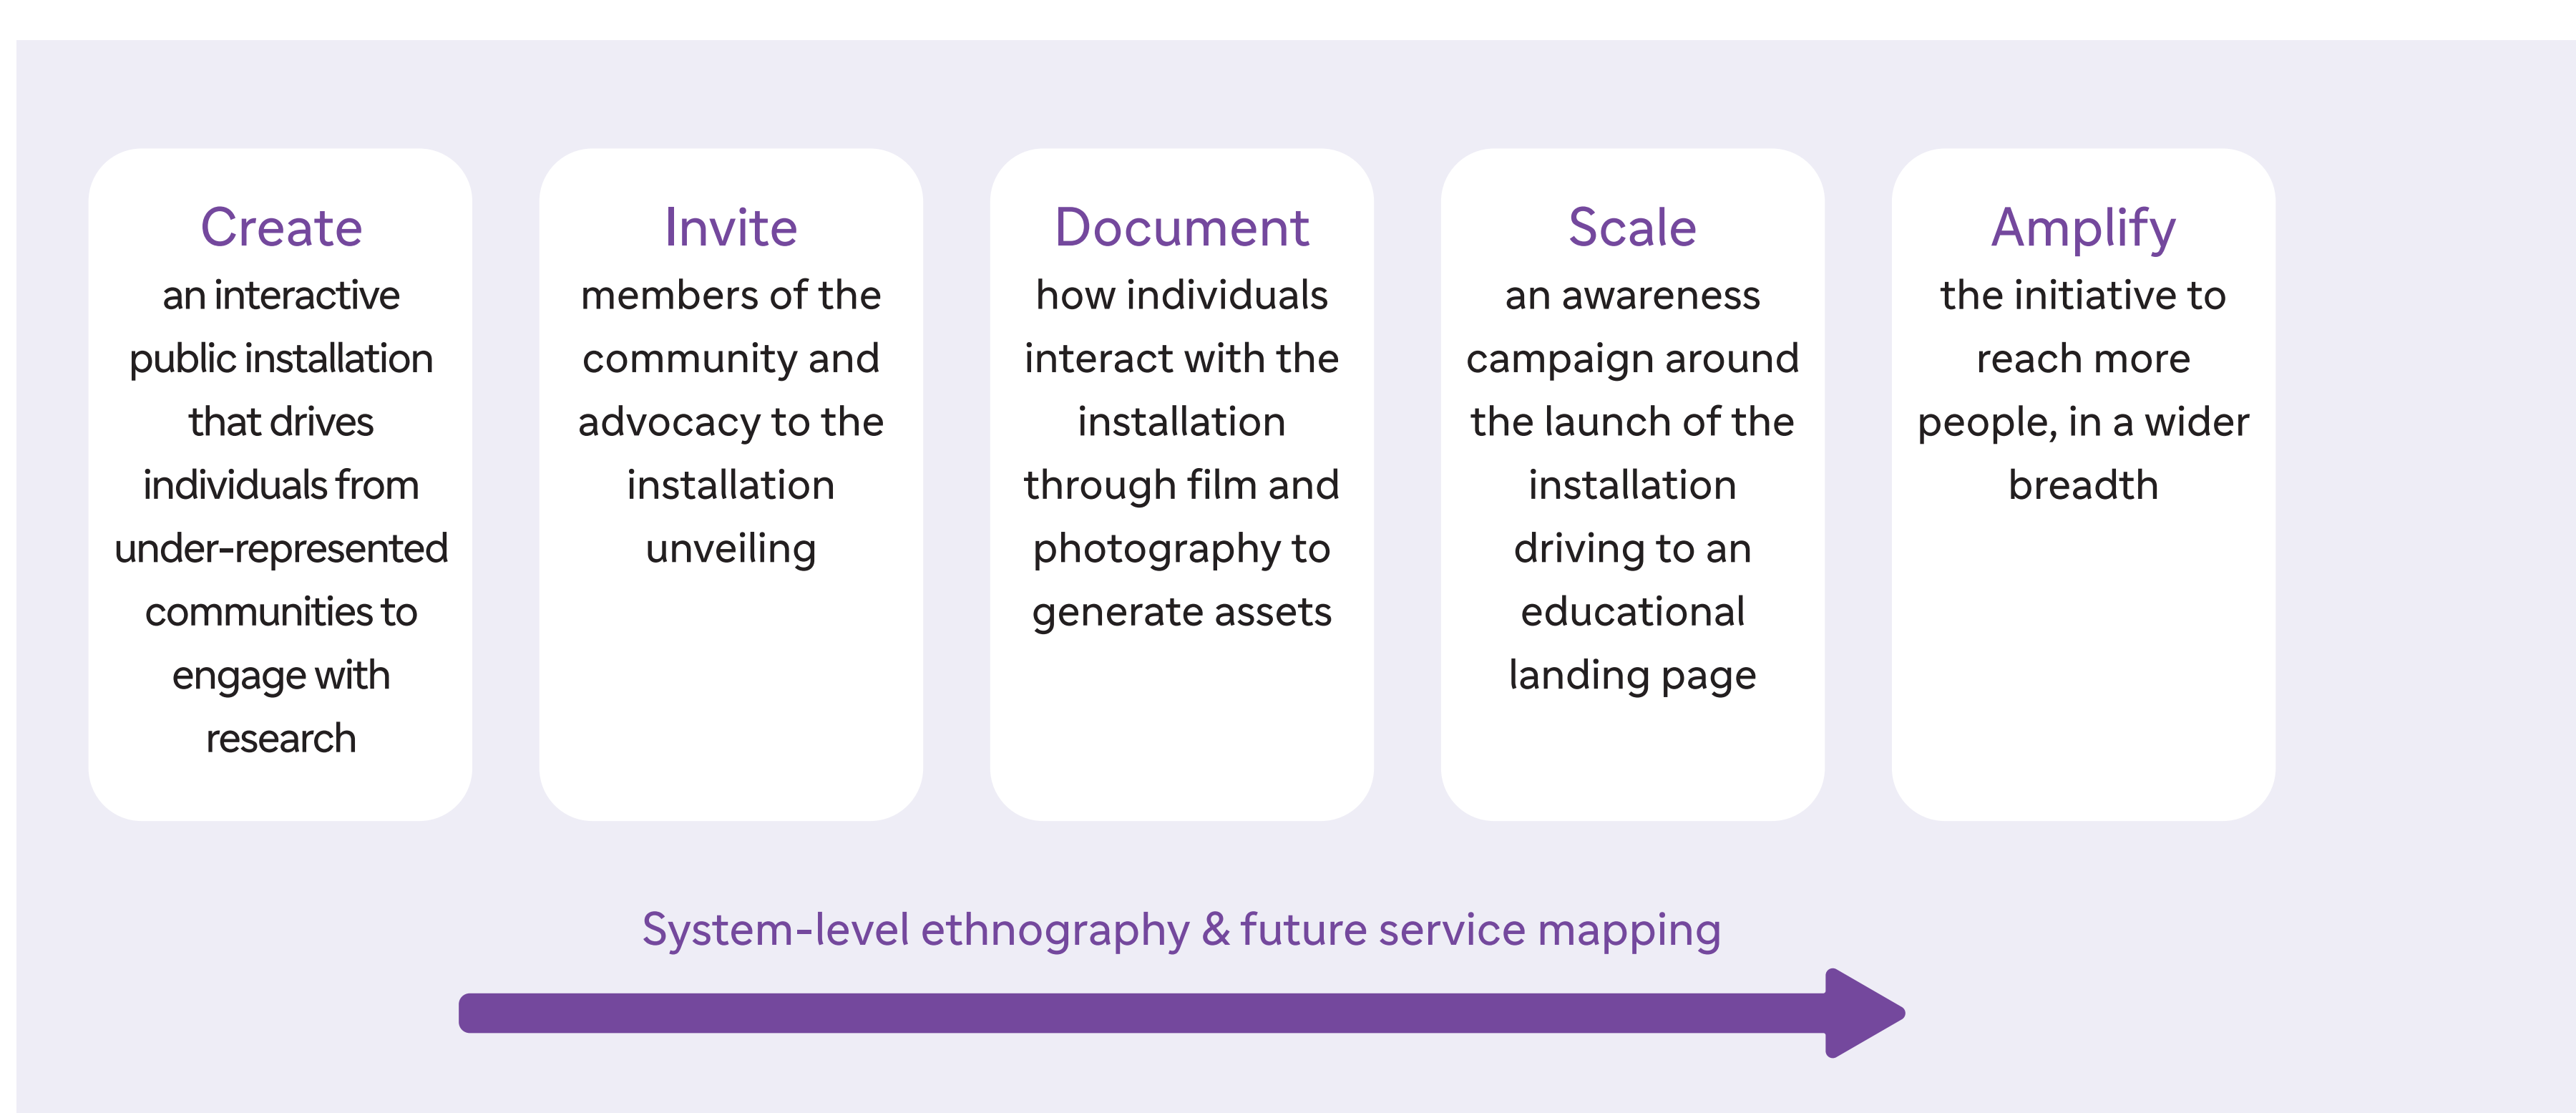 Create
an interactive
public installation
that drives
individuals from
under-represented
communities to
engage with
research
Invite
members of the
community and
advocacy to the
installation
unveiling
Document
how individuals
interact with the
installation
through film and
photography to
generate assets
Scale
an awareness
campaign around
the launch of the
installation
driving to an
educational
landing page
Amplify
the initiative to
reach more
people, in a wider
breadth
System-level ethnography & future service mapping